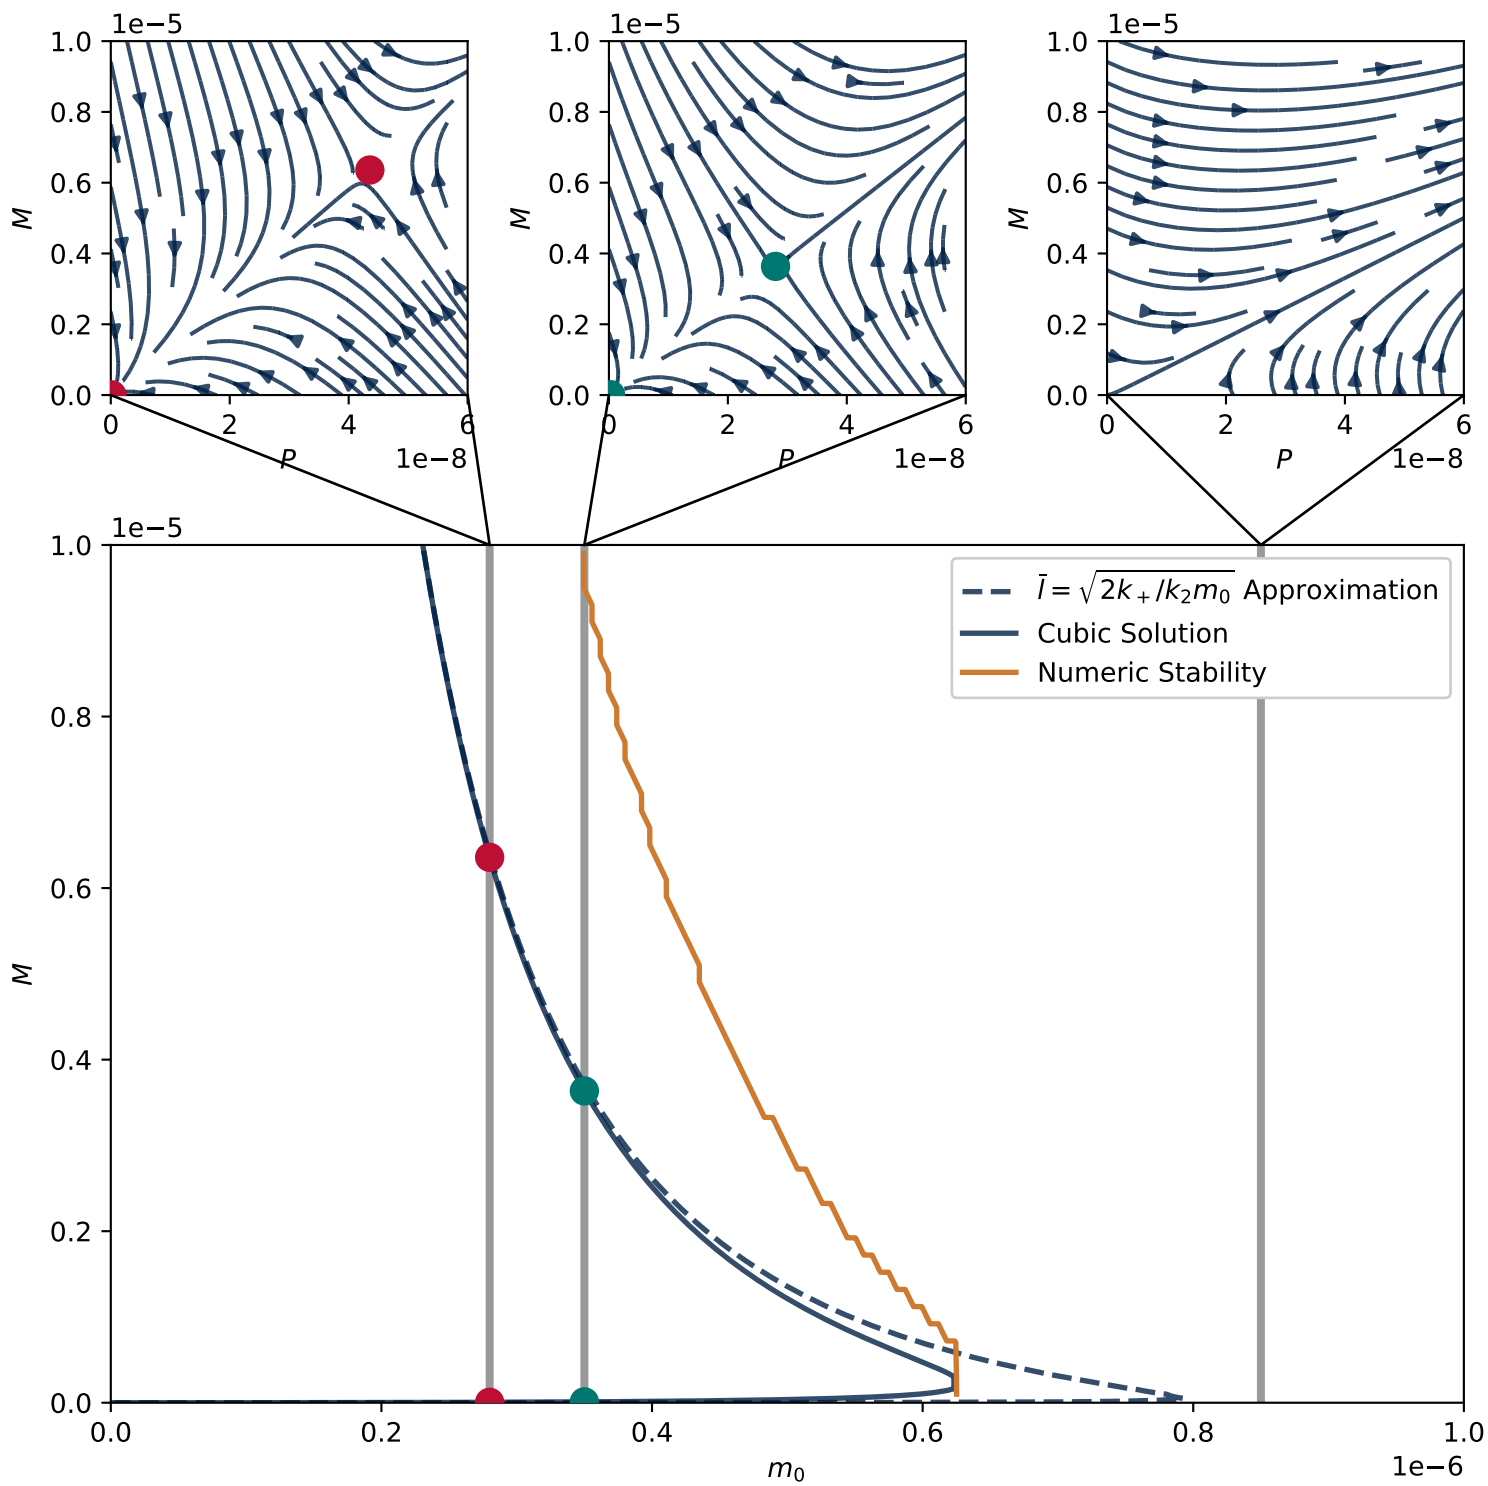 1e−5 1e−5 1e−5
1.0 1.0 1.0
0.8 0.8 0.8
0.6 0.6 0.6
M M M
0.4 0.4 0.4
0.2 0.2 0.2
0.0 0.0 0.0
0 2 4 6 0 2 4 6 0 2 4 6
P 1e−8 P 1e−8 P 1e−8
1e−5
1.0
l̄ = √2k₊/k₂m₀ Approximation
Cubic Solution
Numeric Stability
0.8
0.6
M
0.4
0.2
0.0
0.0 0.2 0.4 0.6 0.8 1.0
m₀ 1e−6